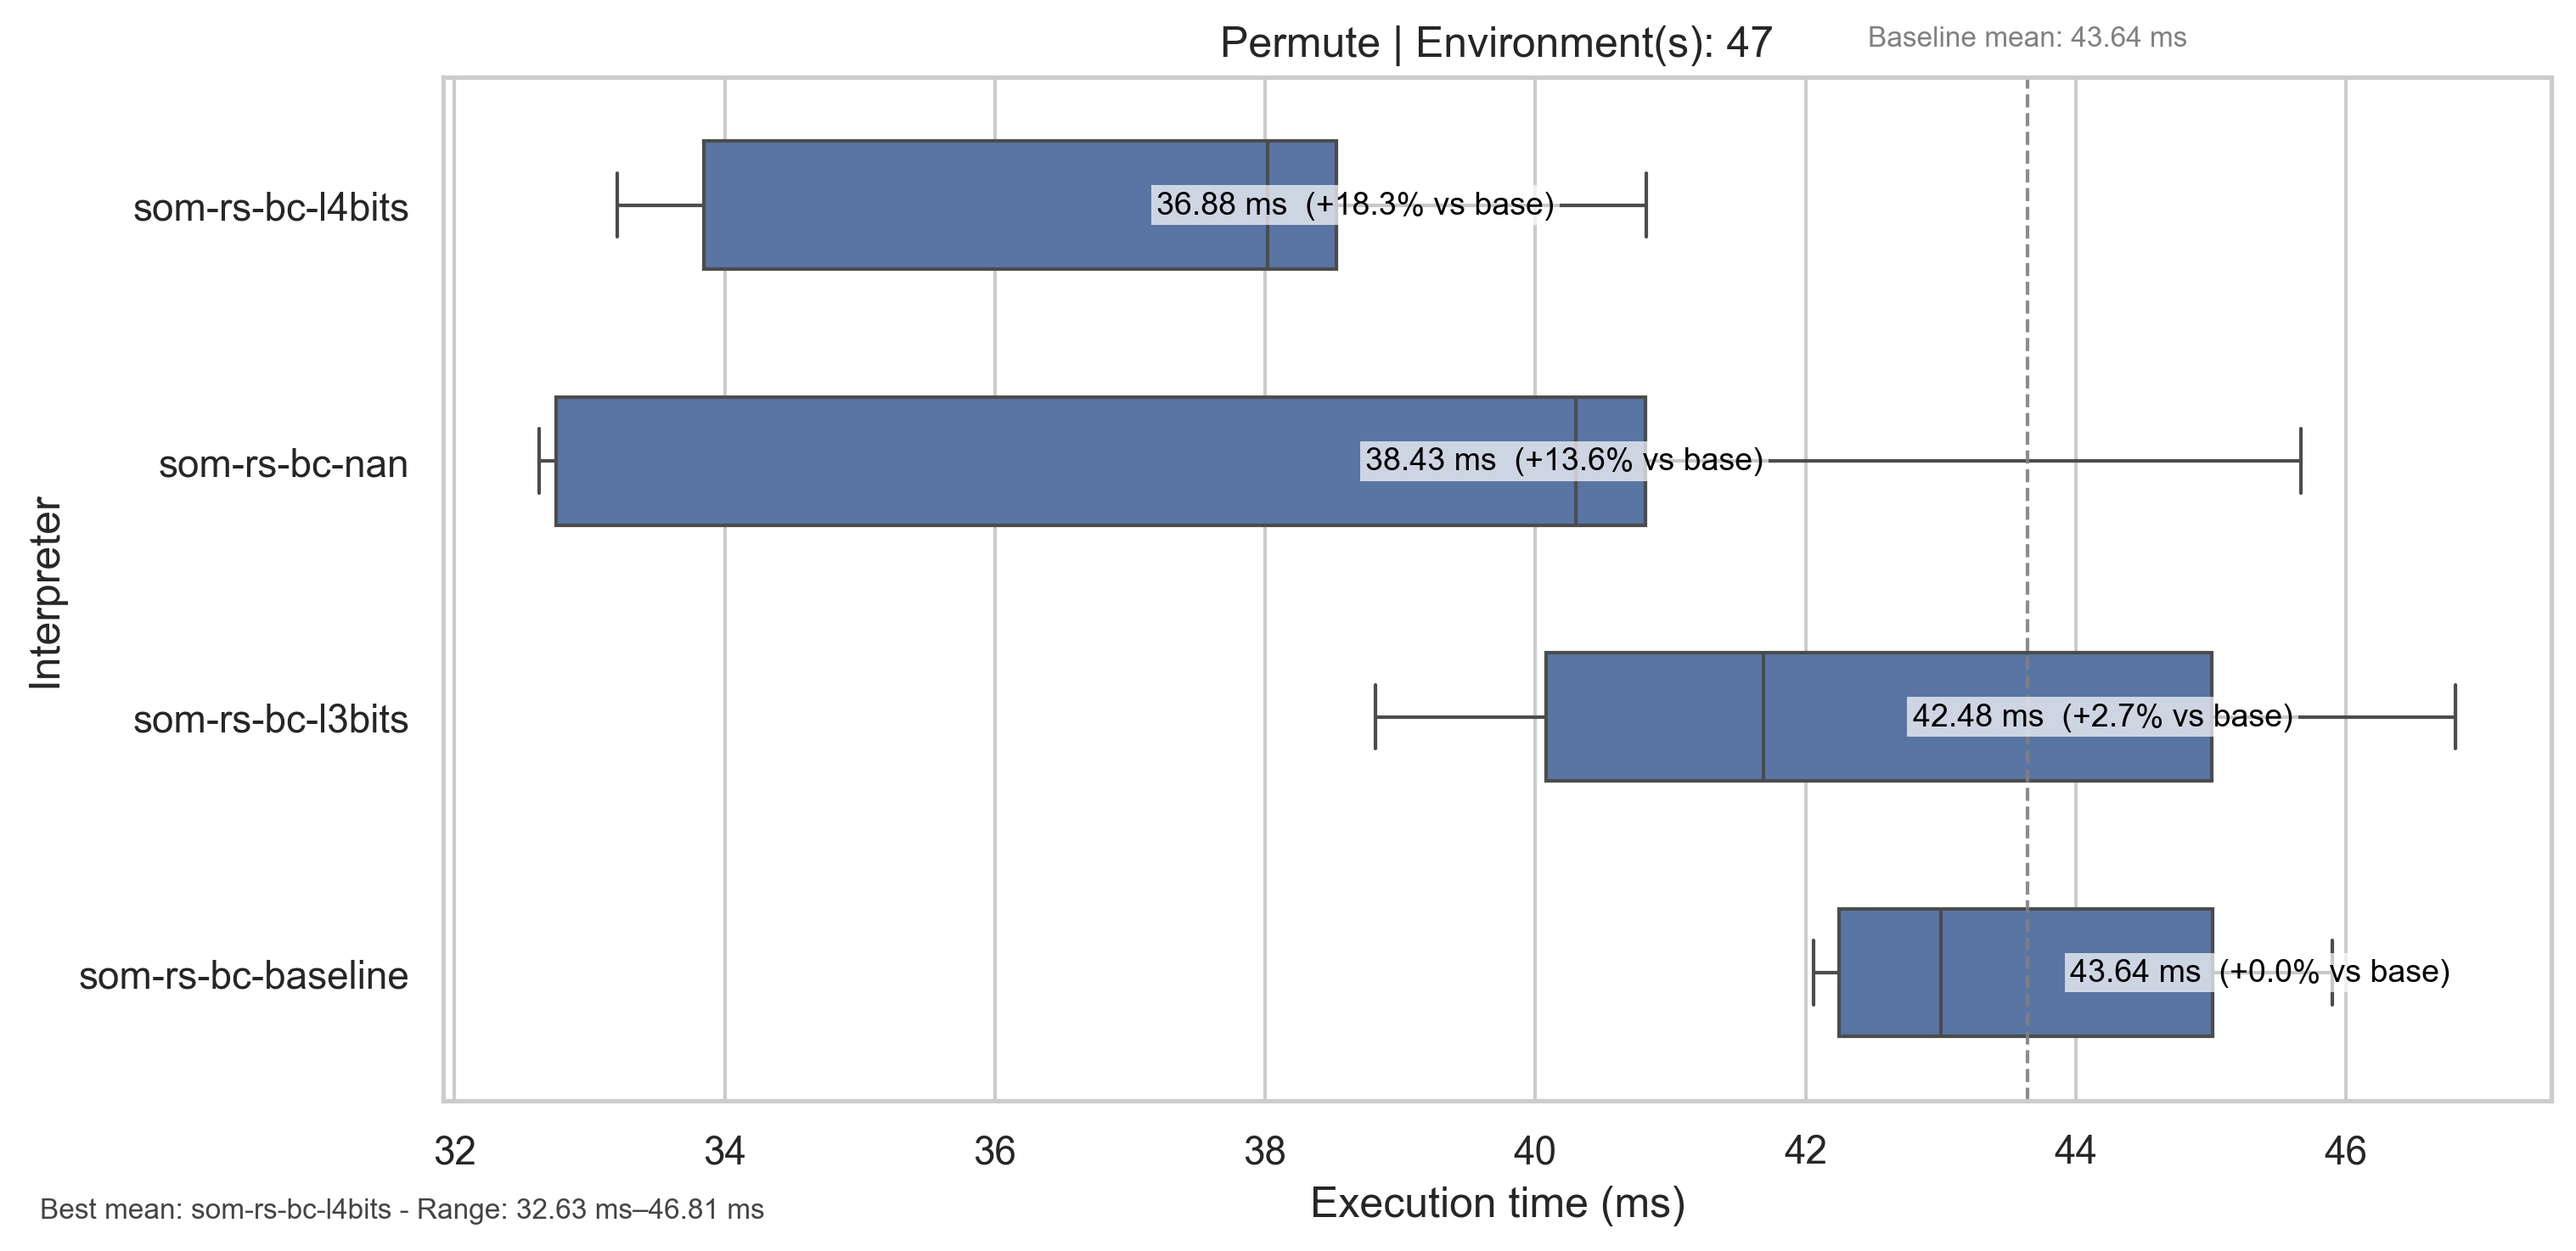 Permute | Environment(s): 47
Baseline mean: 43.64 ms
Interpreter
som-rs-bc-l4bits
36.88 ms  (+18.3% vs base)
som-rs-bc-nan
38.43 ms  (+13.6% vs base)
som-rs-bc-l3bits
42.48 ms  (+2.7% vs base)
som-rs-bc-baseline
43.64 ms  (+0.0% vs base)
32 34 36 38 40 42 44 46
Execution time (ms)
Best mean: som-rs-bc-l4bits - Range: 32.63 ms–46.81 ms